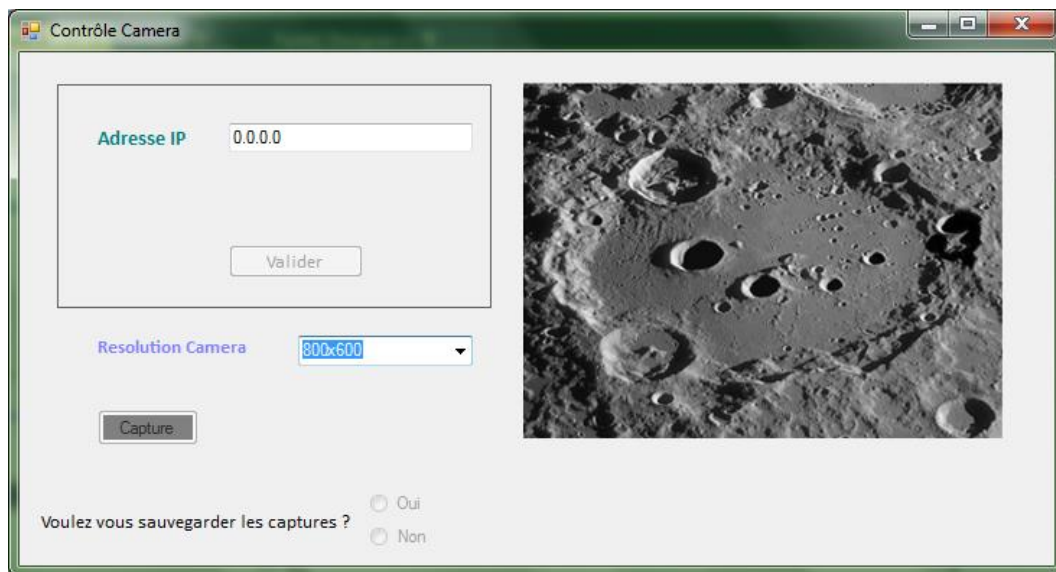 Contrôle Camera
Adresse IP 0.0.0.0
Valider
Resolution Camera 800x600
Capture
Voulez vous sauvegarder les captures ?
Oui
Non